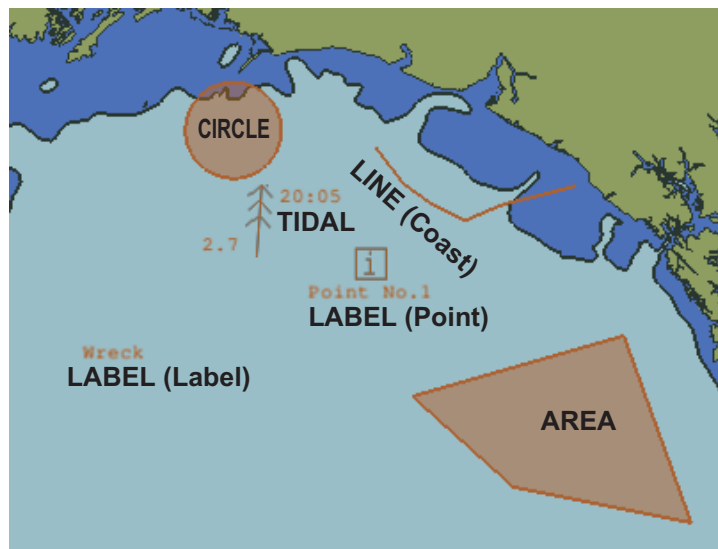 CIRCLE
20:05
TIDAL
2.7
LINE (Coast)
i
Point No.1
LABEL (Point)
Wreck
LABEL (Label)
AREA